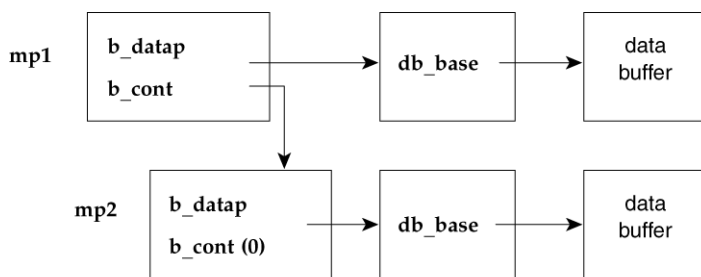 mp1
b_datap
b_cont
db_base
data
buffer
mp2
b_datap
b_cont (0)
db_base
data
buffer